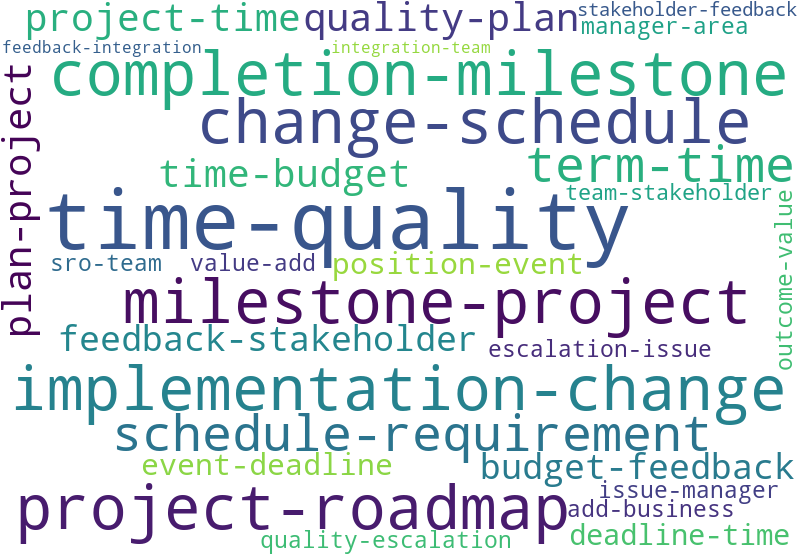 project-time
quality-plan
stakeholder-feedback
manager-area
feedback-integration
integration-team
completion-milestone
plan-project
change-schedule
term-time
time-budget
team-stakeholder
time-quality
outcome-value
sro-team
value-add
position-event
milestone-project
feedback-stakeholder
escalation-issue
implementation-change
schedule-requirement
event-deadline
budget-feedback
project-roadmap
issue-manager
add-business
quality-escalation
deadline-time